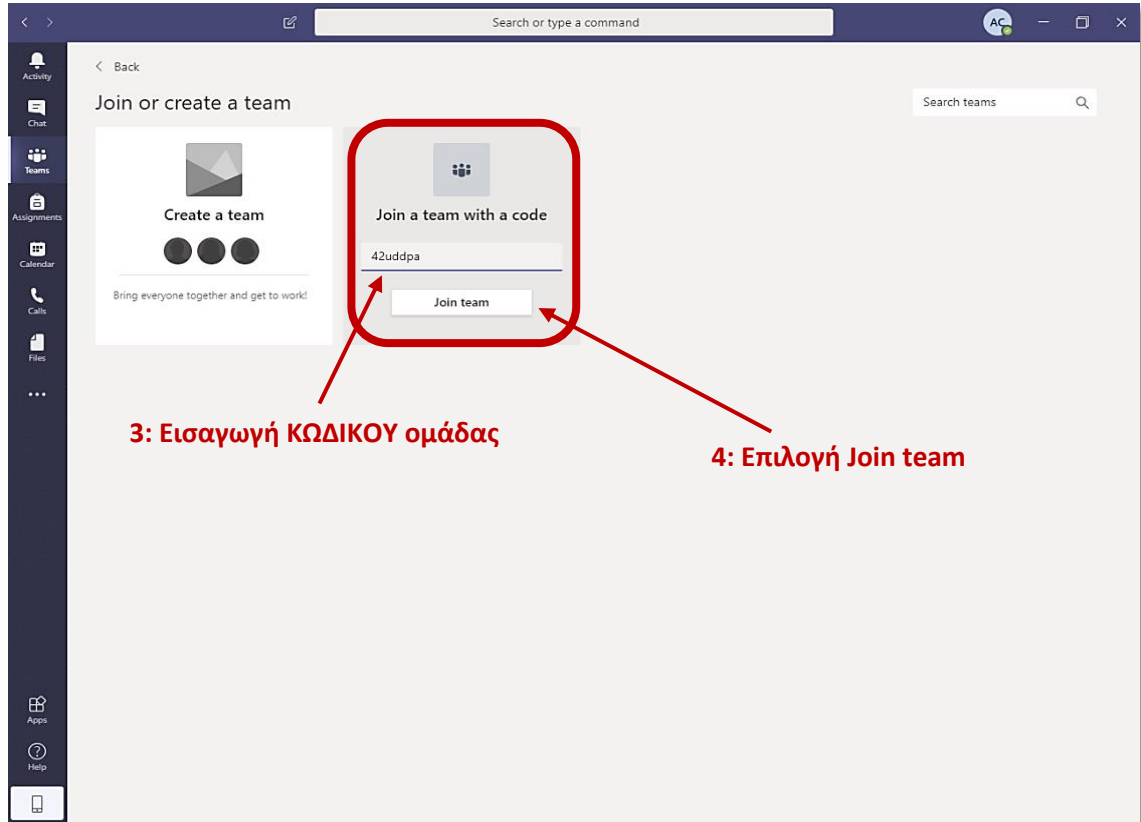 Search or type a command
AC
Activity
Chat
Teams
Assignments
Calendar
Calls
Files
Apps
Help
Back
Join or create a team
Search teams
Create a team
Bring everyone together and get to work!
Join a team with a code
42uddpa
Join team
3: Εισαγωγή ΚΩΔΙΚΟΥ ομάδας
4: Επιλογή Join team